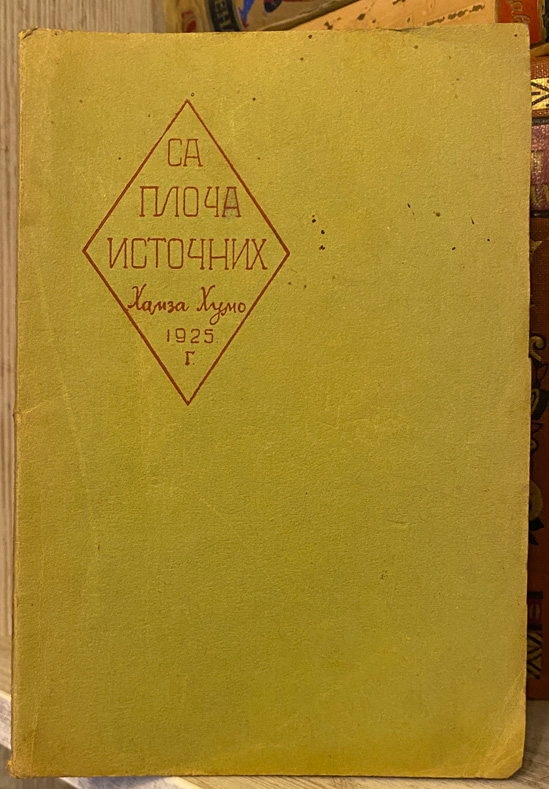 СА
ПЛОЧА
ИСТОЧНИХ
Хамза Хумо
1925
Г.